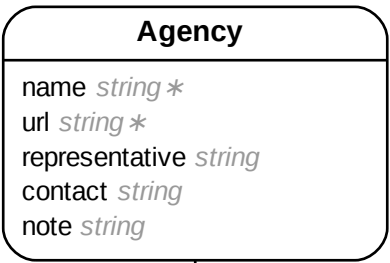 Agency
name string ∗
url string ∗
representative string
contact string
note string